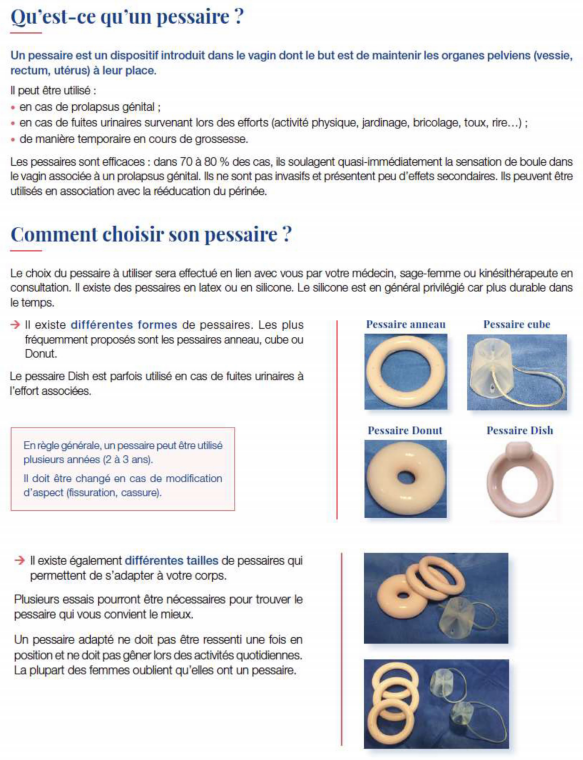 Qu’est-ce qu’un pessaire ?
Un pessaire est un dispositif introduit dans le vagin dont le but est de maintenir les organes pelviens (vessie,
rectum, utérus) à leur place.
Il peut être utilisé :
• en cas de prolapsus génital ;
• en cas de fuites urinaires survenant lors des efforts (activité physique, jardinage, bricolage, toux, rire…) ;
• de manière temporaire en cours de grossesse.
Les pessaires sont efficaces : dans 70 à 80 % des cas, ils soulagent quasi-immédiatement la sensation de boule dans
le vagin associée à un prolapsus génital. Ils ne sont pas invasifs et présentent peu d’effets secondaires. Ils peuvent être
utilisés en association avec la rééducation du périnée.
Comment choisir son pessaire ?
Le choix du pessaire à utiliser sera effectué en lien avec vous par votre médecin, sage-femme ou kinésithérapeute en
consultation. Il existe des pessaires en latex ou en silicone. Le silicone est en général privilégié car plus durable dans
le temps.
→ Il existe différentes formes de pessaires. Les plus
fréquemment proposés sont les pessaires anneau, cube ou
Donut.
Le pessaire Dish est parfois utilisé en cas de fuites urinaires à
l’effort associées.
En règle générale, un pessaire peut être utilisé
plusieurs années (2 à 3 ans).
Il doit être changé en cas de modification
d’aspect (fissuration, cassure).
Pessaire anneau
Pessaire cube
Pessaire Donut
Pessaire Dish
→ Il existe également différentes tailles de pessaires qui
permettent de s’adapter à votre corps.
Plusieurs essais pourront être nécessaires pour trouver le
pessaire qui vous convient le mieux.
Un pessaire adapté ne doit pas être ressenti une fois en
position et ne doit pas gêner lors des activités quotidiennes.
La plupart des femmes oublient qu’elles ont un pessaire.